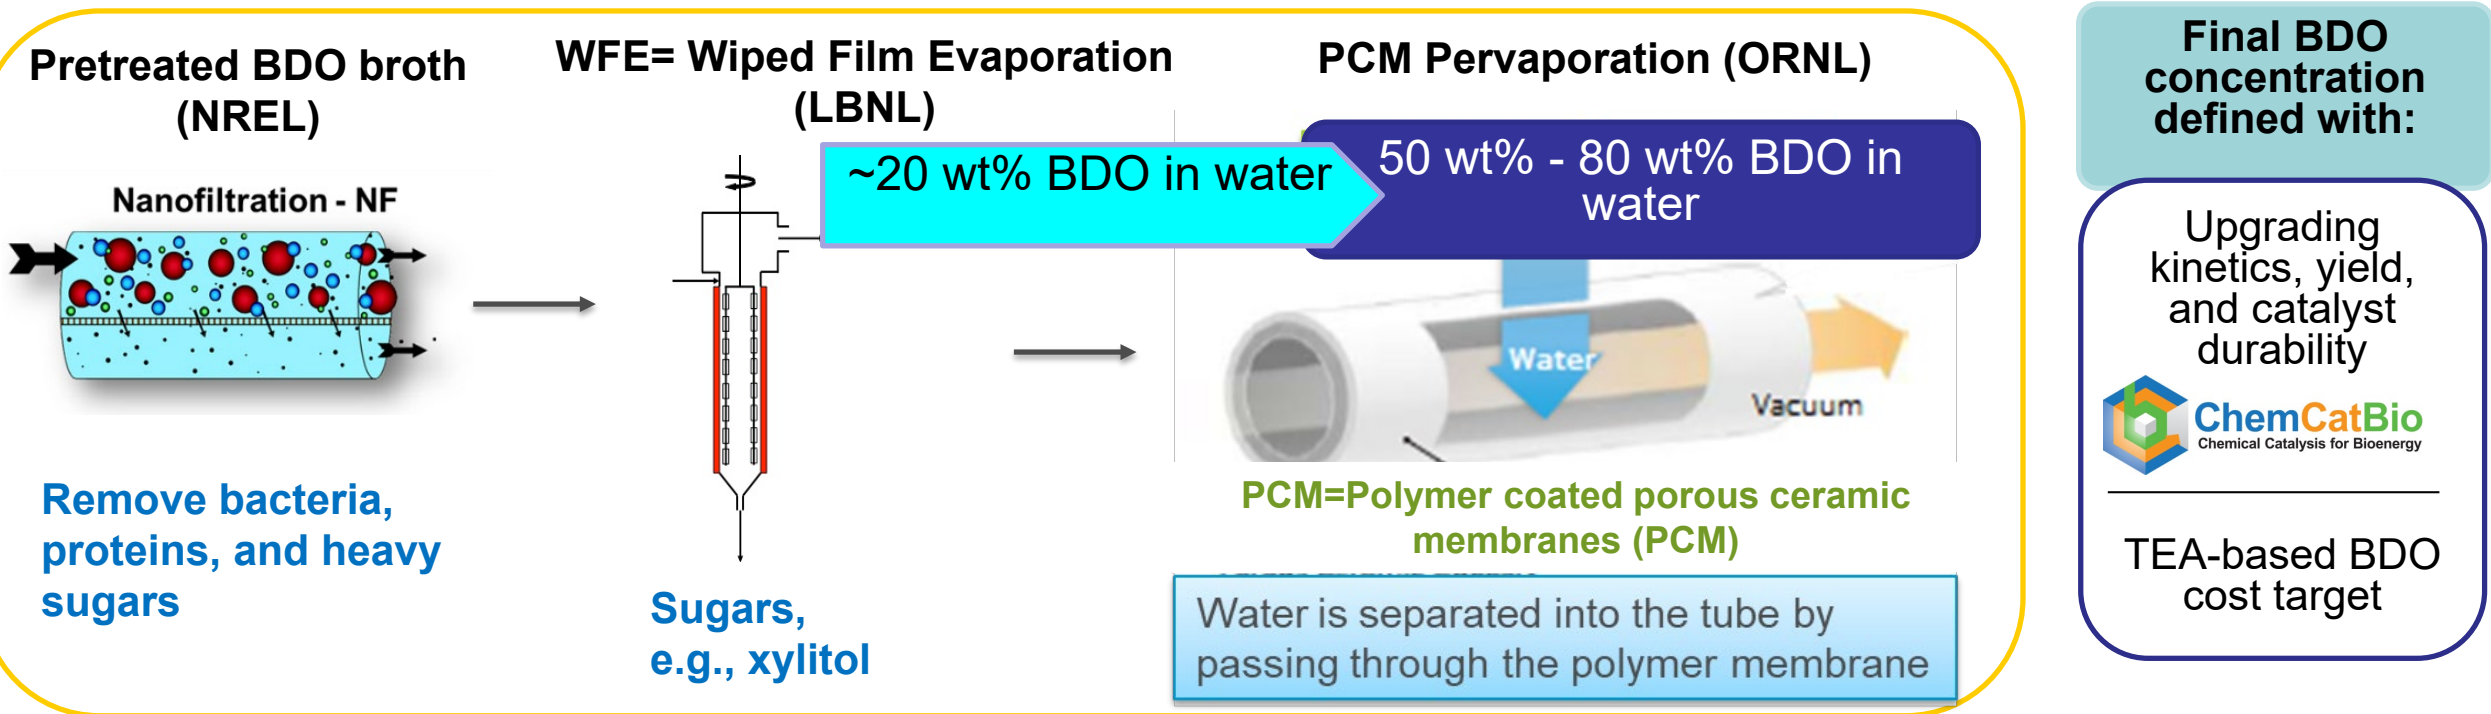 Pretreated BDO broth
(NREL)
Nanofiltration - NF
Remove bacteria,
proteins, and heavy
sugars
WFE= Wiped Film Evaporation
(LBNL)
~20 wt% BDO in water
Sugars,
e.g., xylitol
PCM Pervaporation (ORNL)
50 wt% - 80 wt% BDO in
water
Water
Vacuum
PCM=Polymer coated porous ceramic
membranes (PCM)
Water is separated into the tube by
passing through the polymer membrane
Final BDO
concentration
defined with:
Upgrading
kinetics, yield,
and catalyst
durability
ChemCatBio
Chemical Catalysis for Bioenergy
TEA-based BDO
cost target